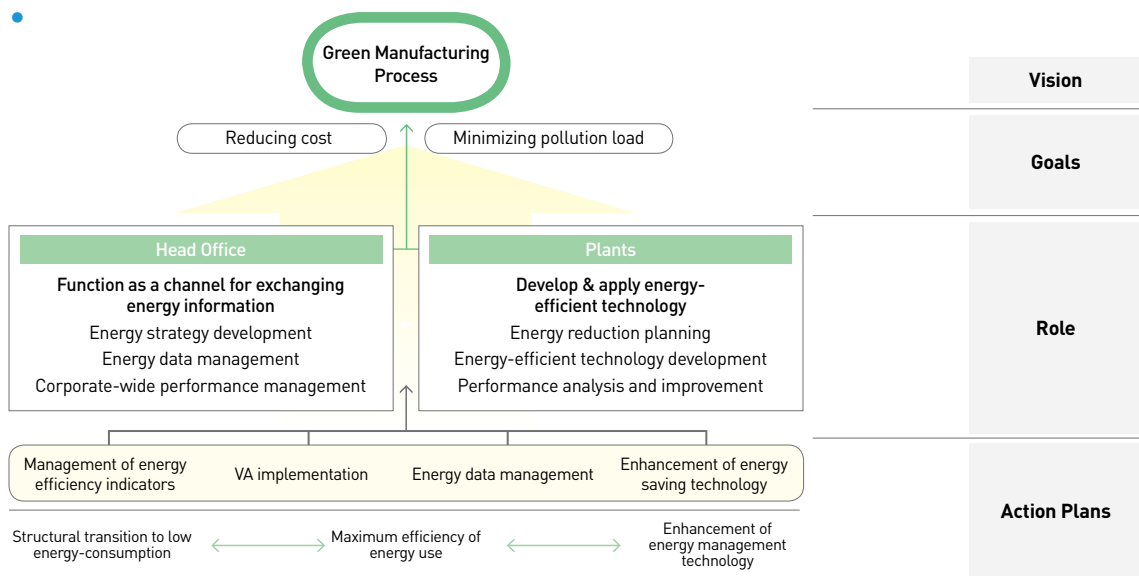 Green Manufacturing
Process
Vision
Reducing cost
Minimizing pollution load
Goals
Head Office
Function as a channel for exchanging
energy information
Energy strategy development
Energy data management
Corporate-wide performance management
Plants
Develop & apply energy-
efficient technology
Energy reduction planning
Energy-efficient technology development
Performance analysis and improvement
Role
Management of energy
efficiency indicators
VA implementation
Energy data management
Enhancement of energy
saving technology
Action Plans
Structural transition to low
energy-consumption
Maximum efficiency of
energy use
Enhancement of
energy management
technology